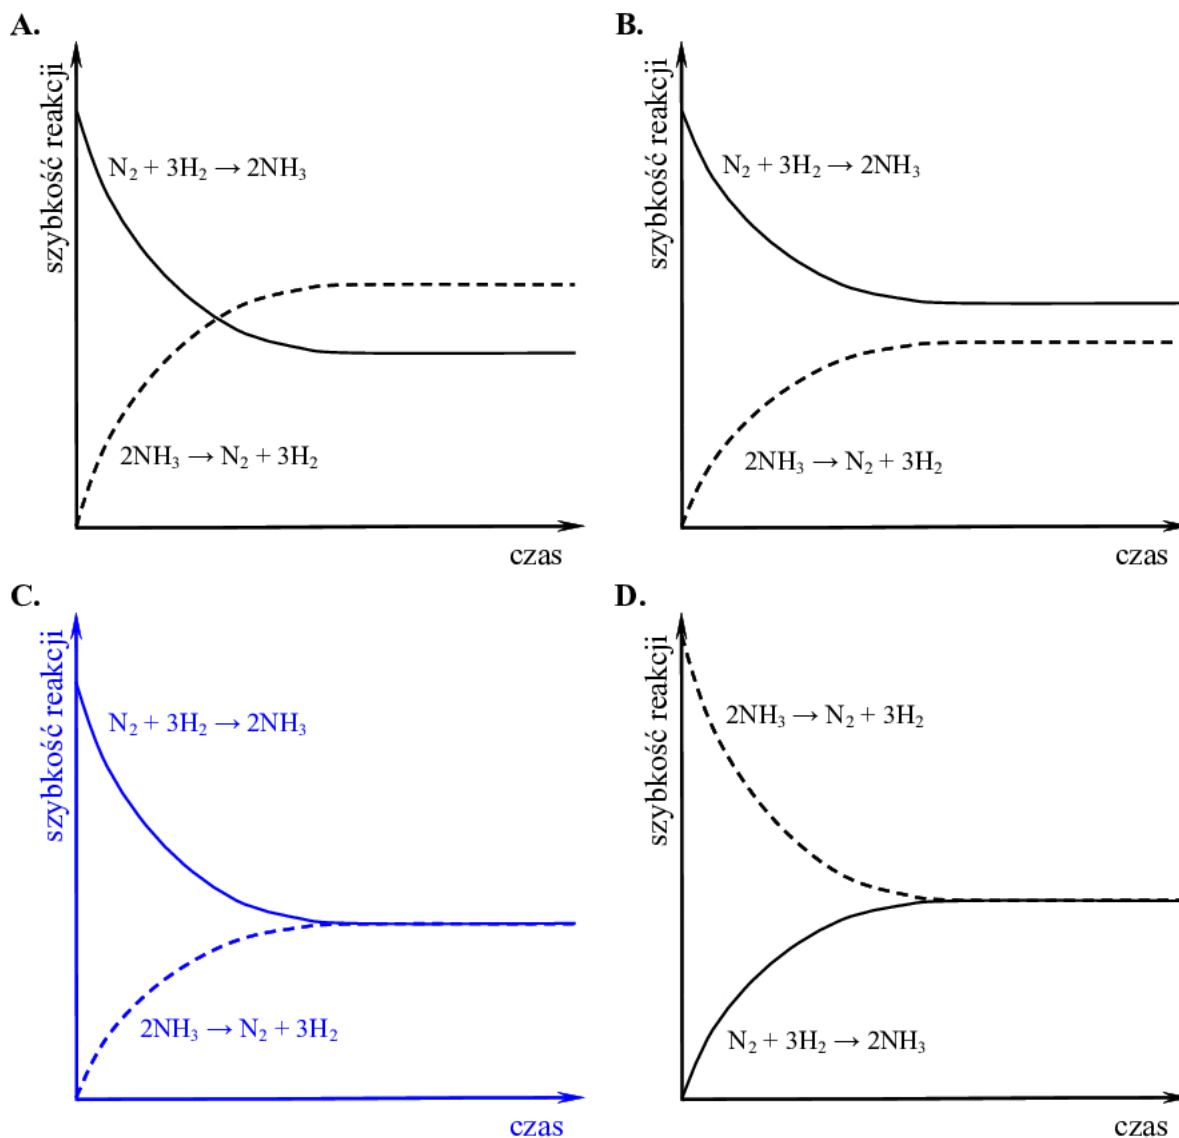 A.
szybkość reakcji
N₂ + 3H₂ → 2NH₃
2NH₃ → N₂ + 3H₂
czas
B.
szybkość reakcji
N₂ + 3H₂ → 2NH₃
2NH₃ → N₂ + 3H₂
czas
C.
szybkość reakcji
N₂ + 3H₂ → 2NH₃
2NH₃ → N₂ + 3H₂
czas
D.
szybkość reakcji
2NH₃ → N₂ + 3H₂
N₂ + 3H₂ → 2NH₃
czas